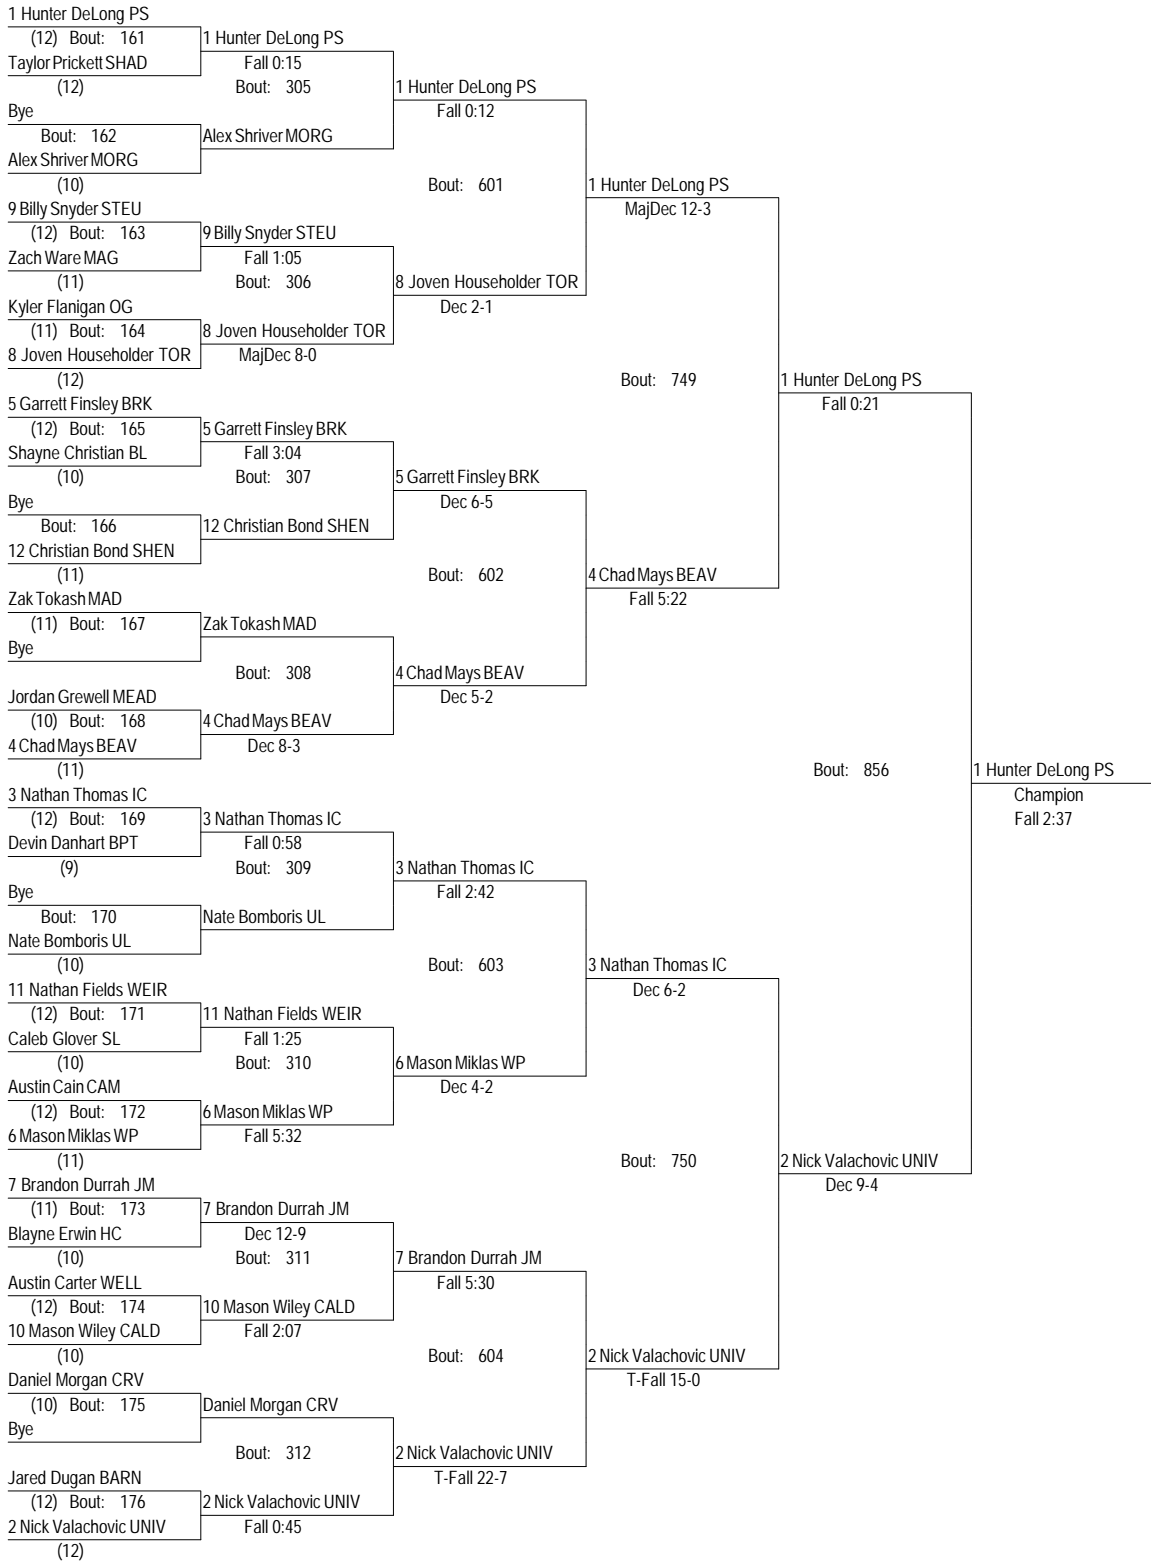 1 Hunter DeLong PS
(12) Bout: 161
1 Hunter DeLong PS
Taylor Prickett SHAD
Fall 0:15
(12)
Bout: 305
1 Hunter DeLong PS
Bye
Fall 0:12
Bout: 162
Alex Shriver MORG
Alex Shriver MORG
(10)
Bout: 601
1 Hunter DeLong PS
9 Billy Snyder STEU
MajDec 12-3
(12) Bout: 163
9 Billy Snyder STEU
Zach Ware MAG
Fall 1:05
(11)
Bout: 306
8 Joven Householder TOR
Kyler Flanigan OG
Dec 2-1
(11) Bout: 164
8 Joven Householder TOR
8 Joven Householder TOR
MajDec 8-0
(12)
Bout: 749
1 Hunter DeLong PS
5 Garrett Finsley BRK
Fall 0:21
(12) Bout: 165
5 Garrett Finsley BRK
Shayne Christian BL
Fall 3:04
(10)
Bout: 307
5 Garrett Finsley BRK
Bye
Dec 6-5
Bout: 166
12 Christian Bond SHEN
12 Christian Bond SHEN
(11)
Bout: 602
4 Chad Mays BEAV
Zak Tokash MAD
Fall 5:22
(11) Bout: 167
Zak Tokash MAD
Bye
Bout: 308
4 Chad Mays BEAV
Jordan Grewell MEAD
Dec 5-2
(10) Bout: 168
4 Chad Mays BEAV
4 Chad Mays BEAV
Dec 8-3
(11)
Bout: 856
1 Hunter DeLong PS
3 Nathan Thomas IC
Champion
(12) Bout: 169
3 Nathan Thomas IC
Fall 2:37
Devin Danhart BPT
Fall 0:58
(9)
Bout: 309
3 Nathan Thomas IC
Bye
Fall 2:42
Bout: 170
Nate Bomboris UL
Nate Bomboris UL
(10)
Bout: 603
3 Nathan Thomas IC
11 Nathan Fields WEIR
Dec 6-2
(12) Bout: 171
11 Nathan Fields WEIR
Caleb Glover SL
Fall 1:25
(10)
Bout: 310
6 Mason Miklas WP
Austin Cain CAM
Dec 4-2
(12) Bout: 172
6 Mason Miklas WP
6 Mason Miklas WP
Fall 5:32
(11)
Bout: 750
2 Nick Valachovic UNIV
7 Brandon Durrah JM
Dec 9-4
(11) Bout: 173
7 Brandon Durrah JM
Blayne Erwin HC
Dec 12-9
(10)
Bout: 311
7 Brandon Durrah JM
Austin Carter WELL
Fall 5:30
(12) Bout: 174
10 Mason Wiley CALD
10 Mason Wiley CALD
Fall 2:07
(10)
Bout: 604
2 Nick Valachovic UNIV
Daniel Morgan CRV
T-Fall 15-0
(10) Bout: 175
Daniel Morgan CRV
Bye
Bout: 312
2 Nick Valachovic UNIV
Jared Dugan BARN
T-Fall 22-7
(12) Bout: 176
2 Nick Valachovic UNIV
2 Nick Valachovic UNIV
Fall 0:45
(12)